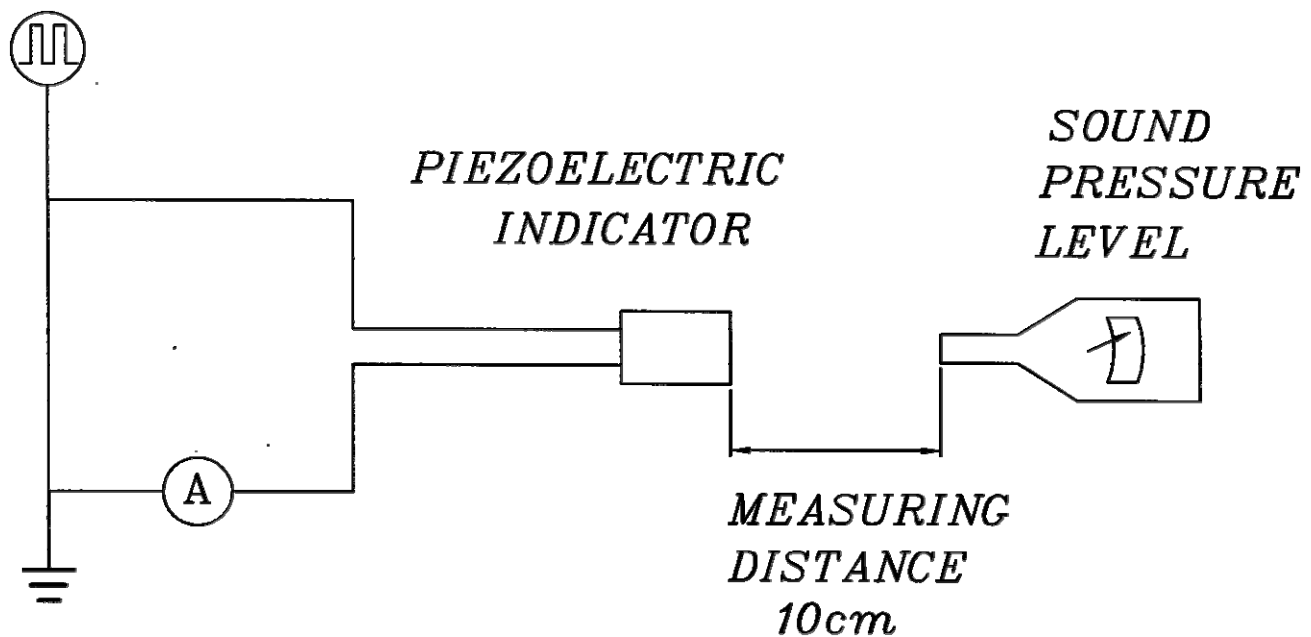 PIEZOELECTRIC
INDICATOR
SOUND
PRESSURE
LEVEL
A
MEASURING
DISTANCE
10cm